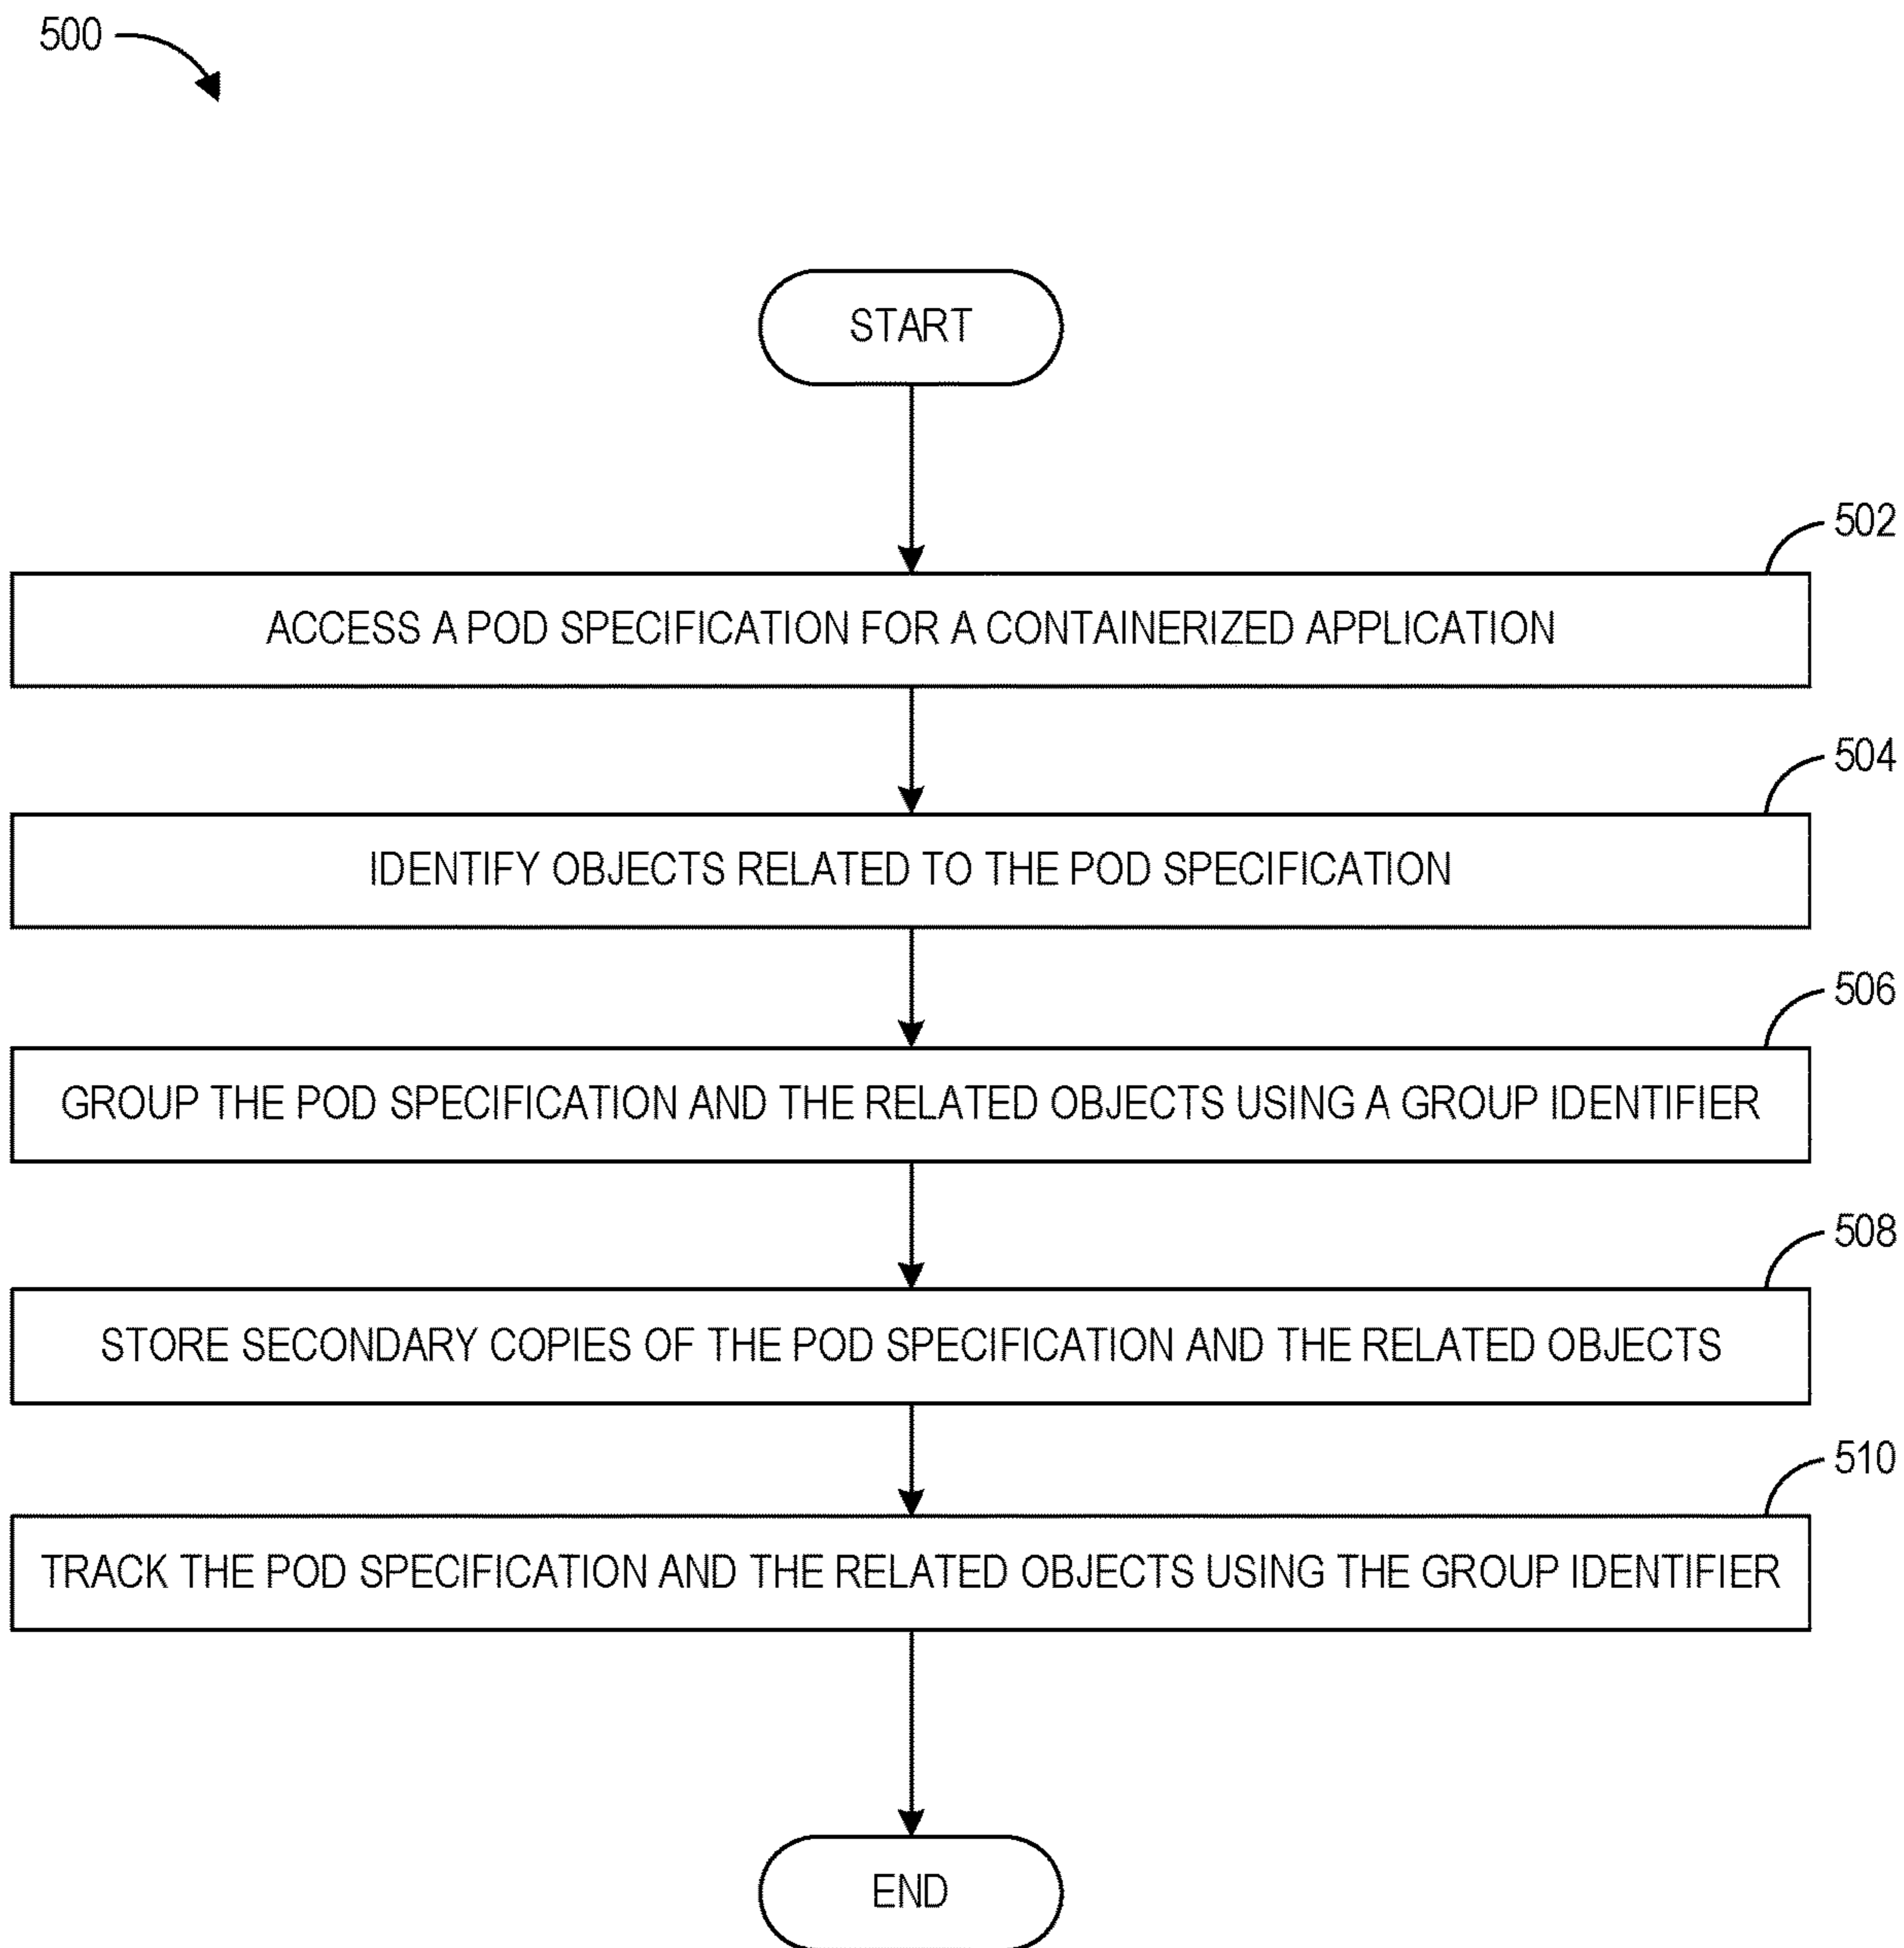 500
START
502
ACCESS A POD SPECIFICATION FOR A CONTAINERIZED APPLICATION
504
IDENTIFY OBJECTS RELATED TO THE POD SPECIFICATION
506
GROUP THE POD SPECIFICATION AND THE RELATED OBJECTS USING A GROUP IDENTIFIER
508
STORE SECONDARY COPIES OF THE POD SPECIFICATION AND THE RELATED OBJECTS
510
TRACK THE POD SPECIFICATION AND THE RELATED OBJECTS USING THE GROUP IDENTIFIER
END